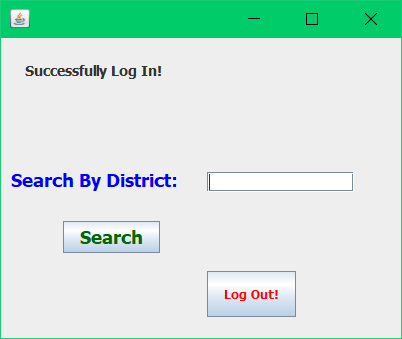 Successfully Log In!
Search By District:
Search
Log Out!